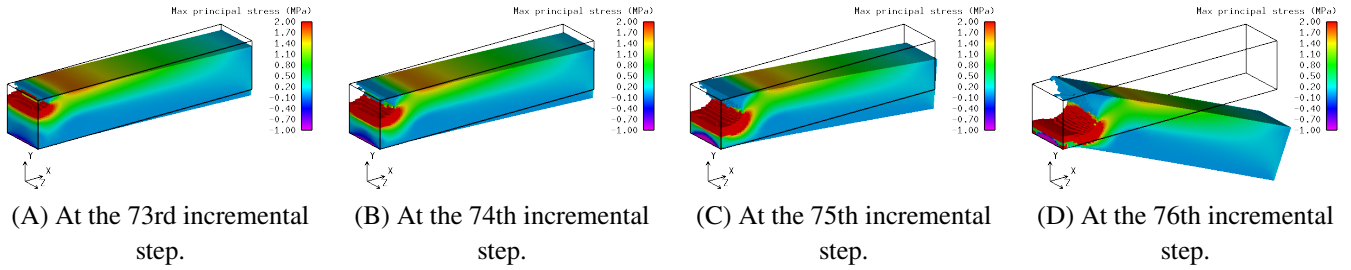 Max principal stress (MPa)
2.00
1.70
1.40
1.10
0.80
0.50
0.20
-0.10
-0.40
-0.70
-1.00
Y
X
Z
(A) At the 73rd incremental
step.
Max principal stress (MPa)
2.00
1.70
1.40
1.10
0.80
0.50
0.20
-0.10
-0.40
-0.70
-1.00
Y
X
Z
(B) At the 74th incremental
step.
Max principal stress (MPa)
2.00
1.70
1.40
1.10
0.80
0.50
0.20
-0.10
-0.40
-0.70
-1.00
Y
X
Z
(C) At the 75th incremental
step.
Max principal stress (MPa)
2.00
1.70
1.40
1.10
0.80
0.50
0.20
-0.10
-0.40
-0.70
-1.00
Y
X
Z
(D) At the 76th incremental
step.